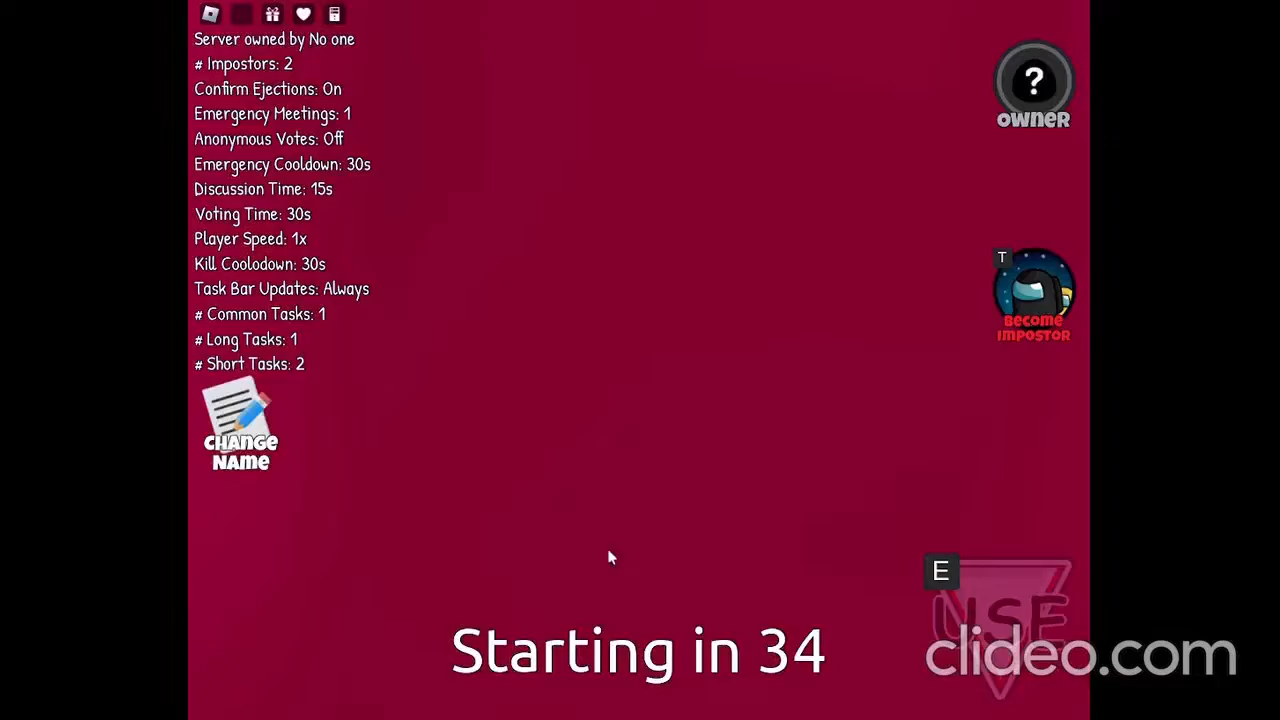 Server owned by No one
# Impostors: 2
Confirm Ejections: On
Emergency Meetings: 1
Anonymous Votes: Off
Emergency Cooldown: 30s
Discussion Time: 15s
Voting Time: 30s
Player Speed: 1x
Kill Coolodown: 30s
Task Bar Updates: Always
# Common Tasks: 1
# Long Tasks: 1
# Short Tasks: 2
CHANGE
NAME
?
OWNER
T
BECOME
IMPOSTOR
E
USE
Starting in 34
clideo.com